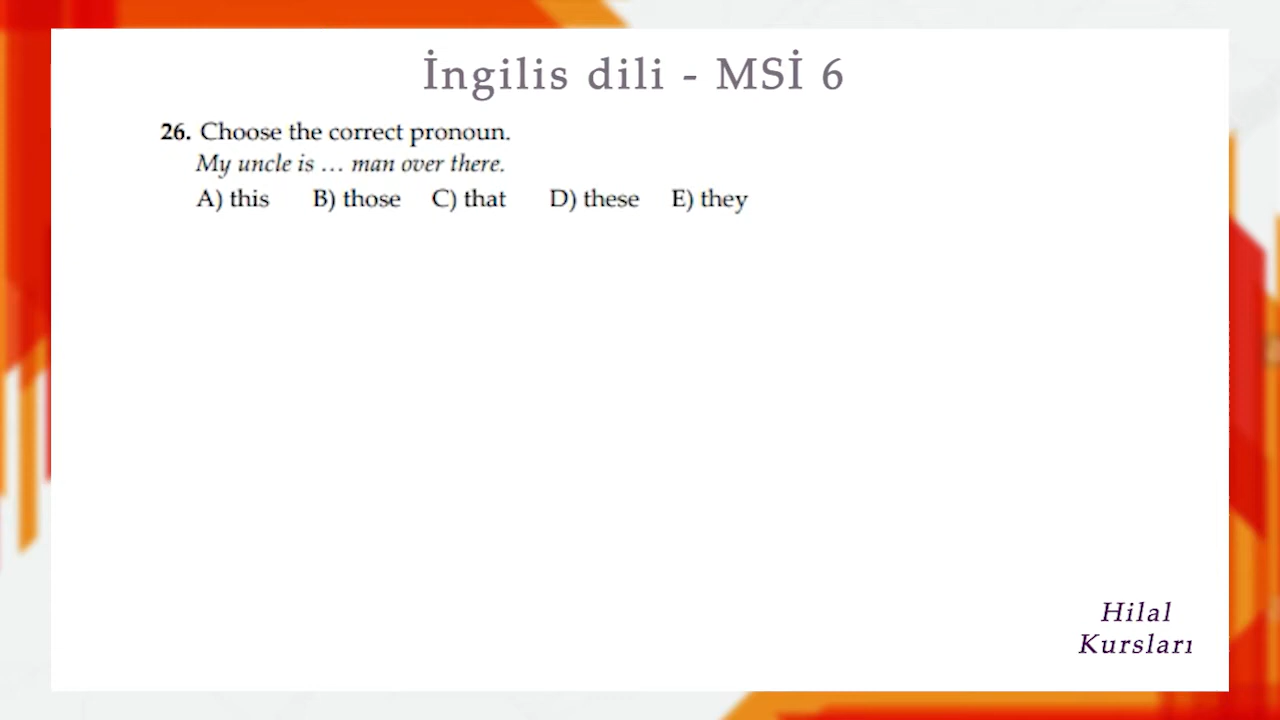 İngilis dili - MSİ 6
26. Choose the correct pronoun.
My uncle is ... man over there.
A) this B) those C) that D) these E) they
Hilal
Kursları